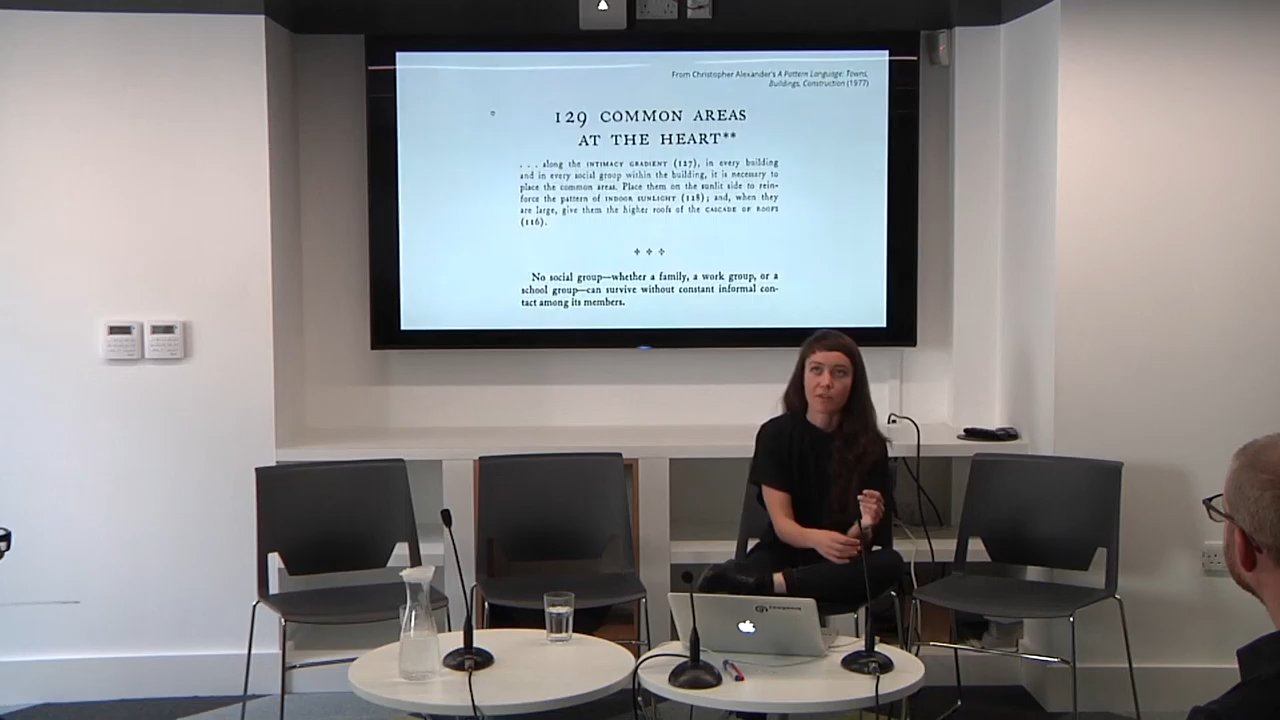 From Christopher Alexander's A Pattern Language: Towns,
Buildings, Construction (1977)
129 COMMON AREAS
AT THE HEART**
. . . along the INTIMACY GRADIENT (127), in every building
and in every social group within the building, it is necessary to
place the common areas. Place them on the sunlit side to rein-
force the pattern of INDOOR SUNLIGHT (128); and, when they
are large, give them the higher roofs of the CASCADE OF ROOFS
(116).
No social group—whether a family, a work group, or a
school group—can survive without constant informal con-
tact among its members.